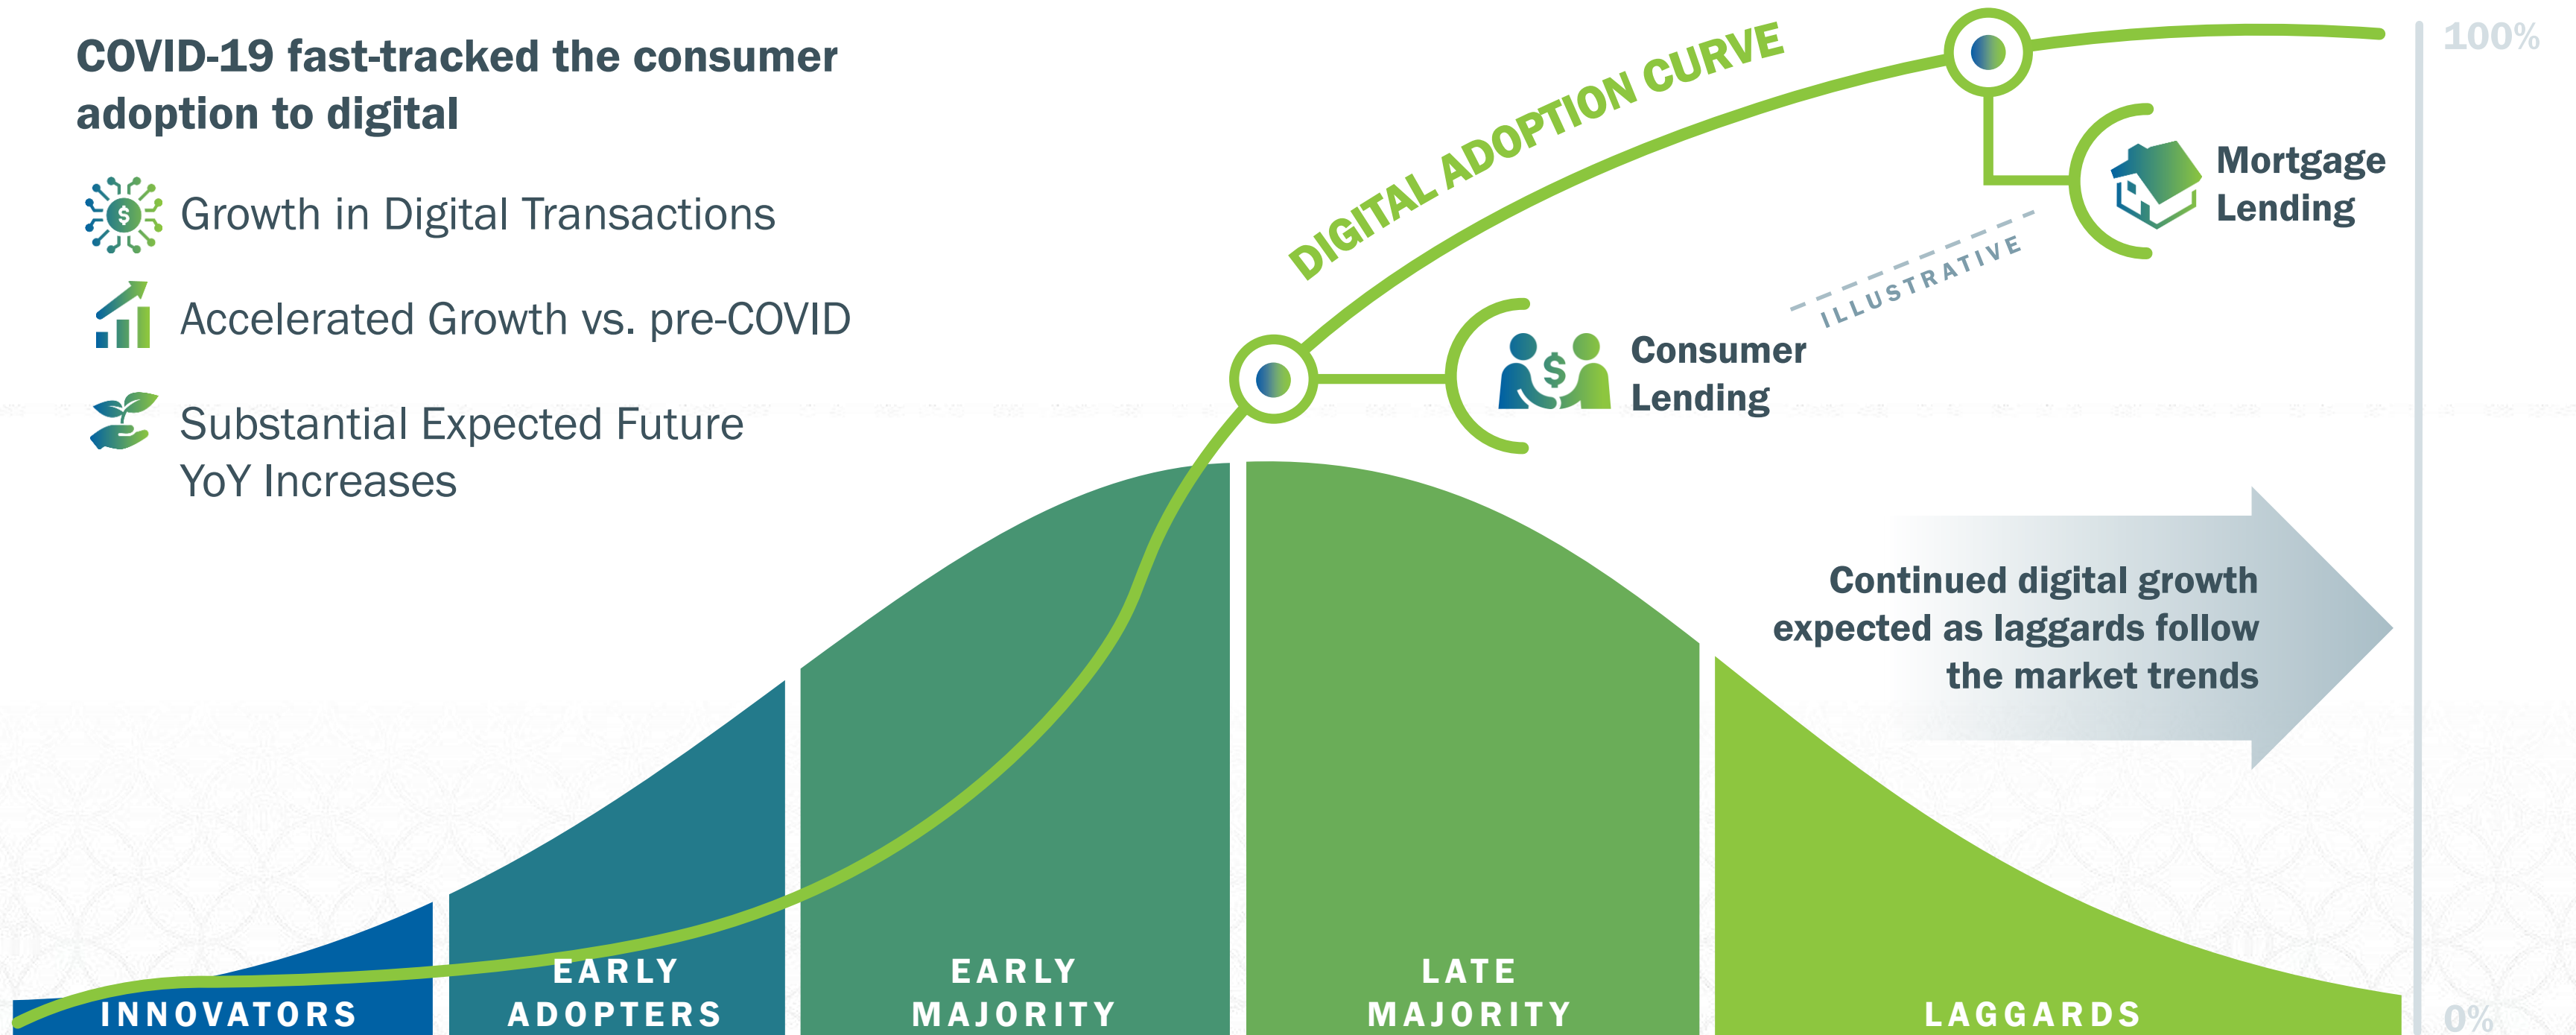 COVID-19 fast-tracked the consumer
adoption to digital
$
Growth in Digital Transactions
Accelerated Growth vs. pre-COVID
Substantial Expected Future
YoY Increases
DIGITAL ADOPTION CURVE
100%
Mortgage
Lending
ILLUSTRATIVE
$
Consumer
Lending
Continued digital growth
expected as laggards follow
the market trends
INNOVATORS
EARLY
ADOPTERS
EARLY
MAJORITY
LATE
MAJORITY
LAGGARDS
0%